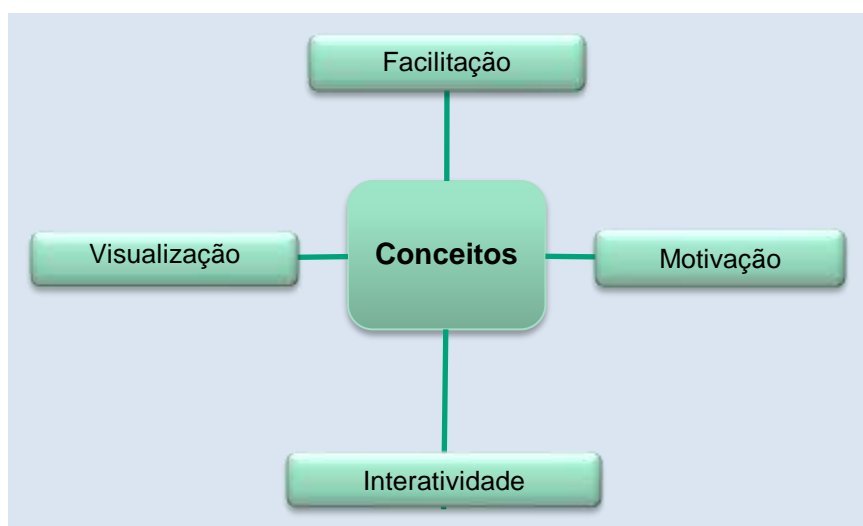 Facilitação
Visualização
Conceitos
Motivação
Interatividade